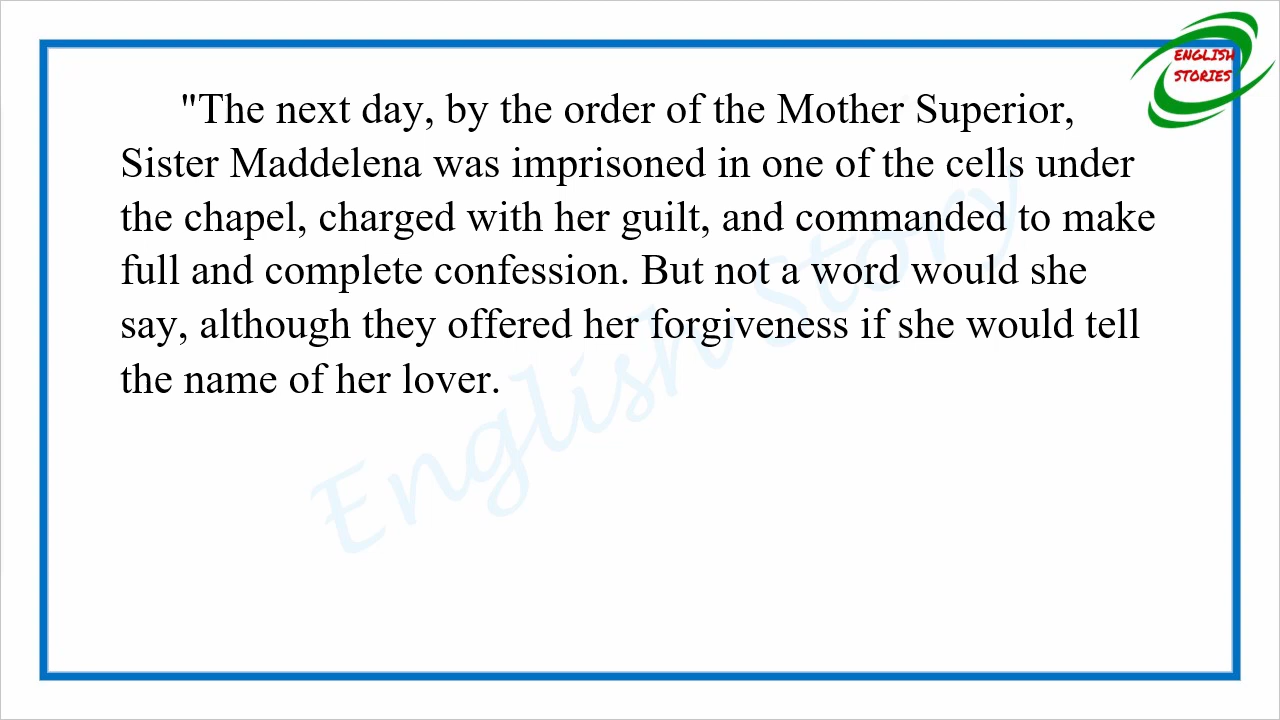 ENGLISH
STORIES
"The next day, by the order of the Mother Superior,
Sister Maddelena was imprisoned in one of the cells under
the chapel, charged with her guilt, and commanded to make
full and complete confession. But not a word would she
say, although they offered her forgiveness if she would tell
the name of her lover.
English Story